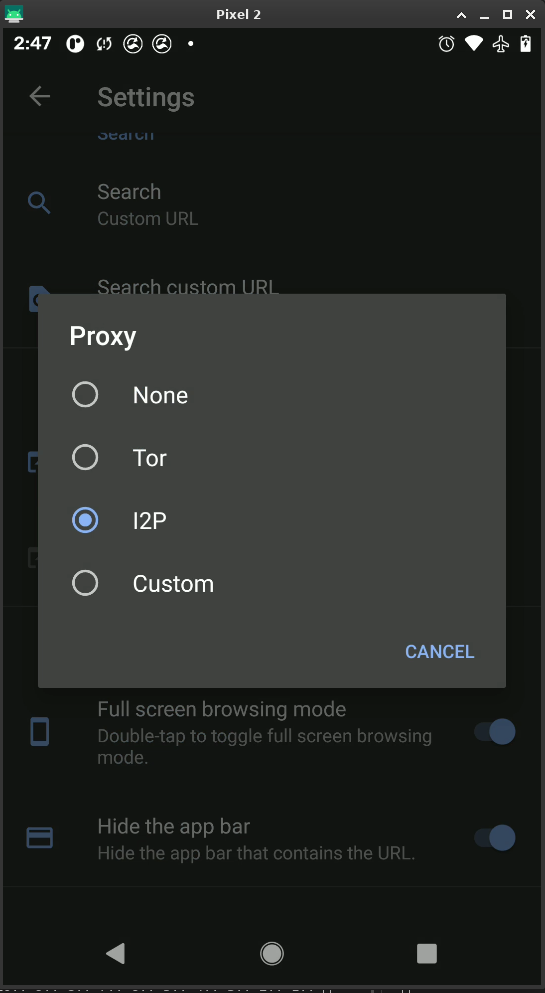 Pixel 2
2:47
Settings
Search
Search
Custom URL
Search custom URL
Proxy
None
Tor
I2P
Custom
CANCEL
Full screen browsing mode
Double-tap to toggle full screen browsing
mode.
Hide the app bar
Hide the app bar that contains the URL.